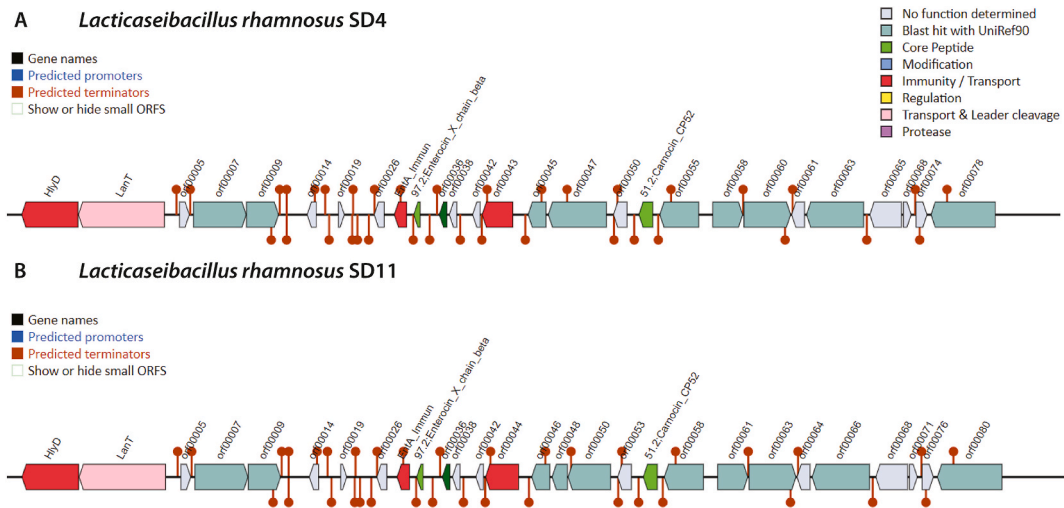 A Lacticaseibacillus rhamnosus SD4
Gene names
Predicted promoters
Predicted terminators
Show or hide small ORFS
No function determined
Blast hit with UniRef90
Core Peptide
Modification
Immunity / Transport
Regulation
Transport & Leader cleavage
Protease
HlyD
LanT
orf00005
orf00007
orf00009
orf00014
orf00019
orf00026
97.2;Enterocin_X_chain_beta
orf00036
orf00038
orf00042
orf00043
orf00045
orf00047
orf00050
51.2;Carnocin_CP52
orf00055
orf00058
orf00060
orf00061
orf00063
orf00065
orf00068
orf00074
orf00078
B Lacticaseibacillus rhamnosus SD11
Gene names
Predicted promoters
Predicted terminators
Show or hide small ORFS
HlyD
LanT
orf00005
orf00007
orf00009
orf00014
orf00019
orf00026
97.2;Enterocin_X_chain_beta
orf00036
orf00038
orf00042
orf00044
orf00046
orf00048
orf00050
orf00053
51.2;Carnocin_CP52
orf00058
orf00061
orf00063
orf00064
orf00066
orf00068
orf00071
orf00076
orf00080